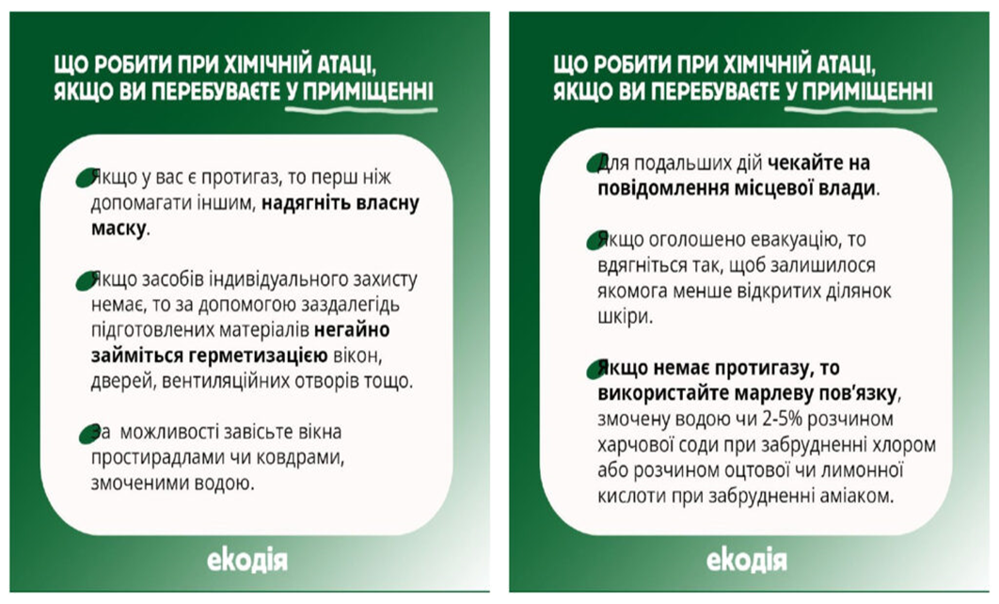 ЩО РОБИТИ ПРИ ХІМІЧНІЙ АТАЦІ,
ЯКЩО ВИ ПЕРЕБУВАЄТЕ У ПРИМІЩЕННІ
Якщо у вас є протигаз, то перш ніж
допомагати іншим, надягніть власну
маску.
Якщо засобів індивідуального захисту
немає, то за допомогою заздалегідь
підготовлених матеріалів негайно
займіться герметизацією вікон,
дверей, вентиляційних отворів тощо.
За можливості завісьте вікна
простирадлами чи ковдрами,
змоченими водою.
екодія
ЩО РОБИТИ ПРИ ХІМІЧНІЙ АТАЦІ,
ЯКЩО ВИ ПЕРЕБУВАЄТЕ У ПРИМІЩЕННІ
Для подальших дій чекайте на
повідомлення місцевої влади.
Якщо оголошено евакуацію, то
вдягніться так, щоб залишилося
якомога менше відкритих ділянок
шкіри.
Якщо немає протигазу, то
використайте марлеву пов’язку,
змочену водою чи 2-5% розчином
харчової соди при забрудненні хлором
або розчином оцтової чи лимонної
кислоти при забрудненні аміаком.
екодія